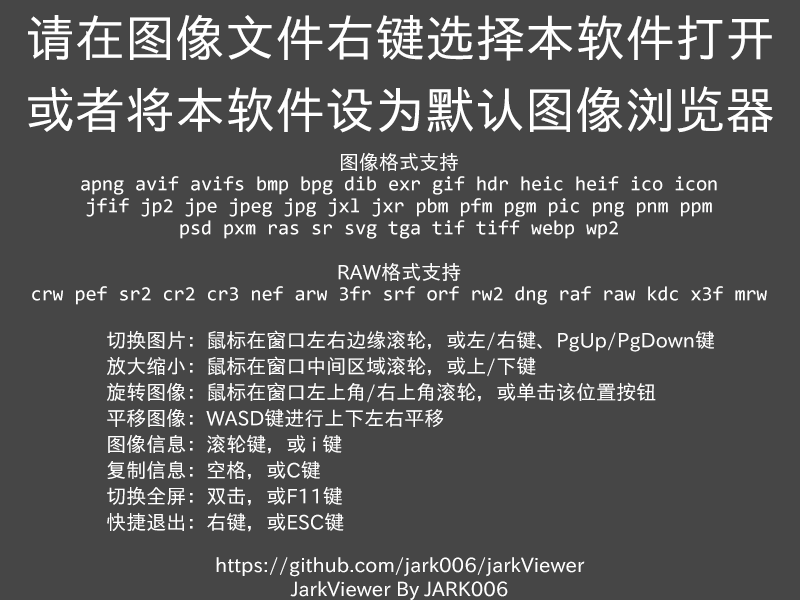 请在图像文件右键选择本软件打开
或者将本软件设为默认图像浏览器
图像格式支持
apng avif avifs bmp bpg dib exr gif hdr heic heif ico icon
jfif jp2 jpe jpeg jpg jxl jxr pbm pfm pgm pic png pnm ppm
psd pxm ras sr svg tga tif tiff webp wp2
RAW格式支持
crw pef sr2 cr2 cr3 nef arw 3fr srf orf rw2 dng raf raw kdc x3f mrw
切换图片：鼠标在窗口左右边缘滚轮，或左/右键、PgUp/PgDown键
放大缩小：鼠标在窗口中间区域滚轮，或上/下键
旋转图像：鼠标在窗口左上角/右上角滚轮，或单击该位置按钮
平移图像：WASD键进行上下左右平移
图像信息：滚轮键，或 i 键
复制信息：空格，或C键
切换全屏：双击，或F11键
快捷退出：右键，或ESC键
https://github.com/jark006/jarkViewer
JarkViewer By JARK006